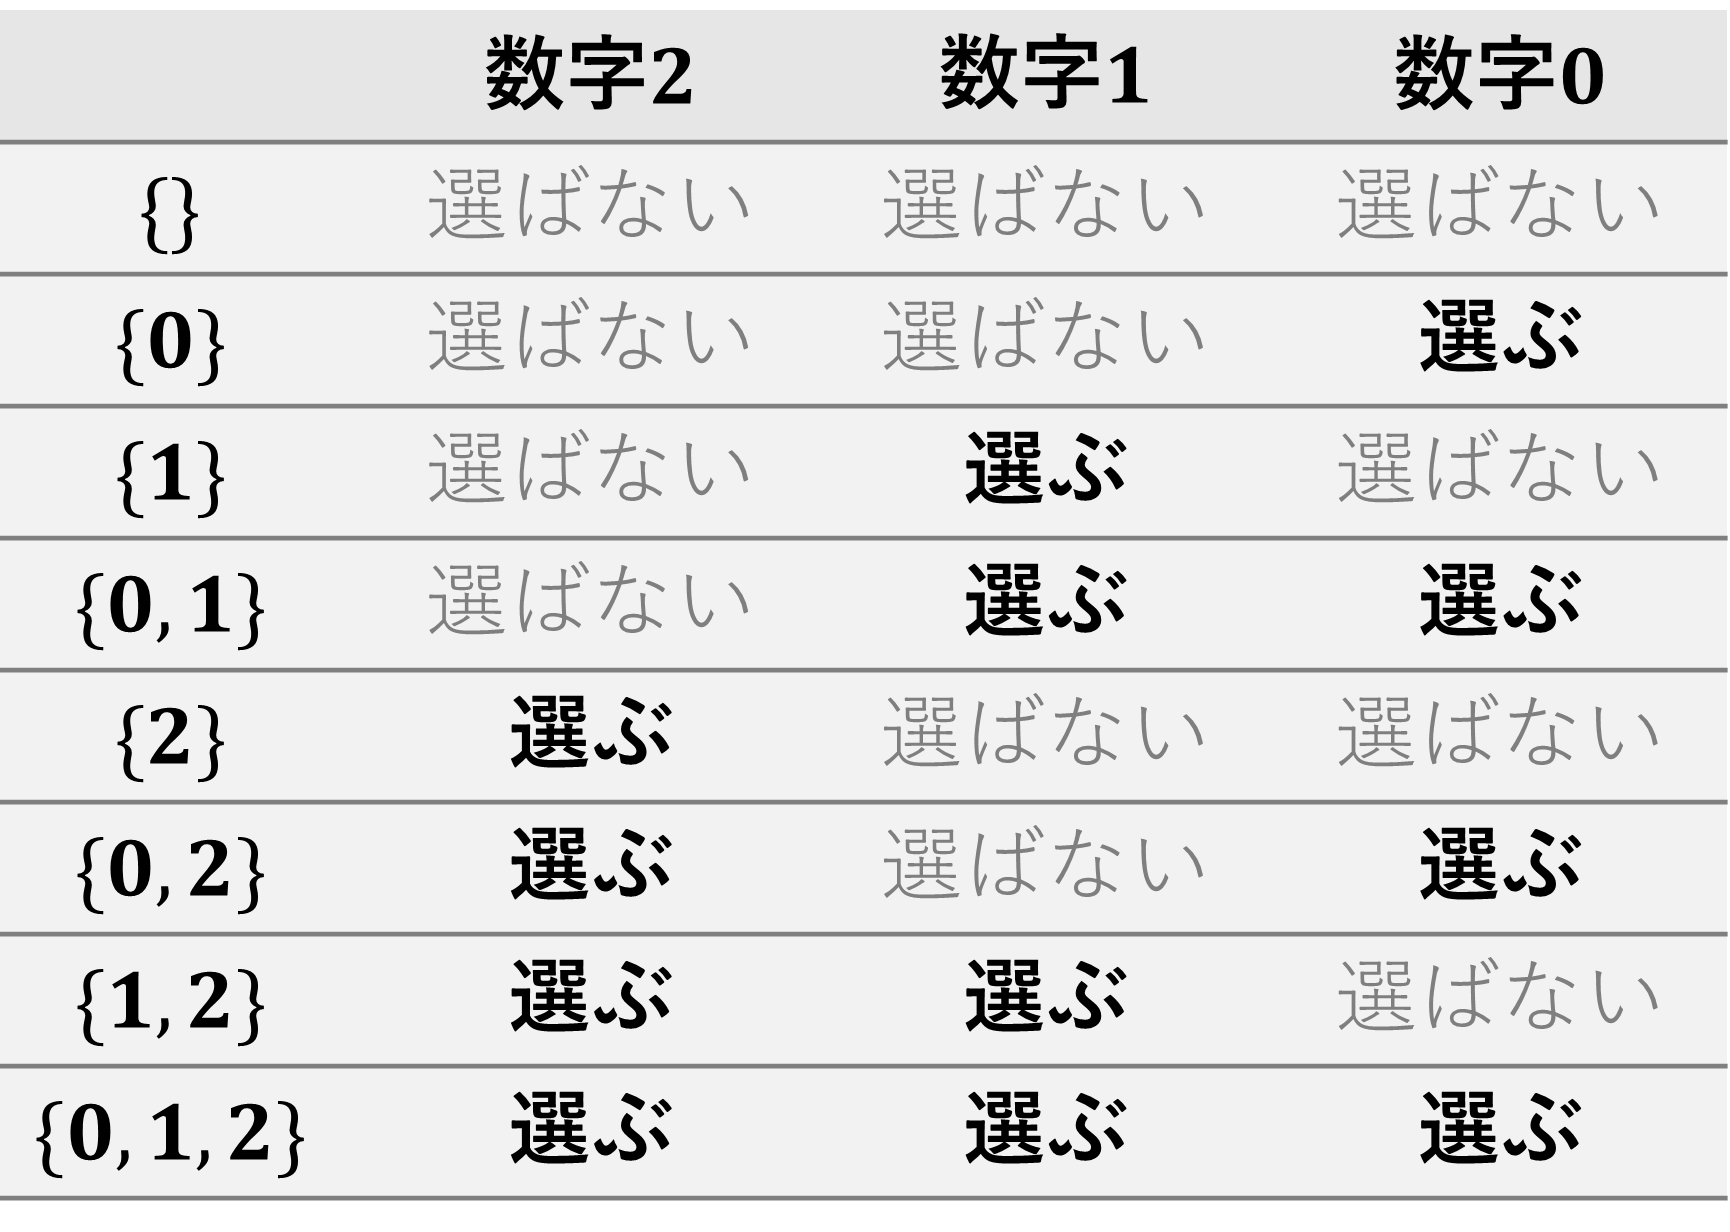 数字2 数字1 数字0
{} 選ばない 選ばない 選ばない
{0} 選ばない 選ばない 選ぶ
{1} 選ばない 選ぶ 選ばない
{0, 1} 選ばない 選ぶ 選ぶ
{2} 選ぶ 選ばない 選ばない
{0, 2} 選ぶ 選ばない 選ぶ
{1, 2} 選ぶ 選ぶ 選ばない
{0, 1, 2} 選ぶ 選ぶ 選ぶ